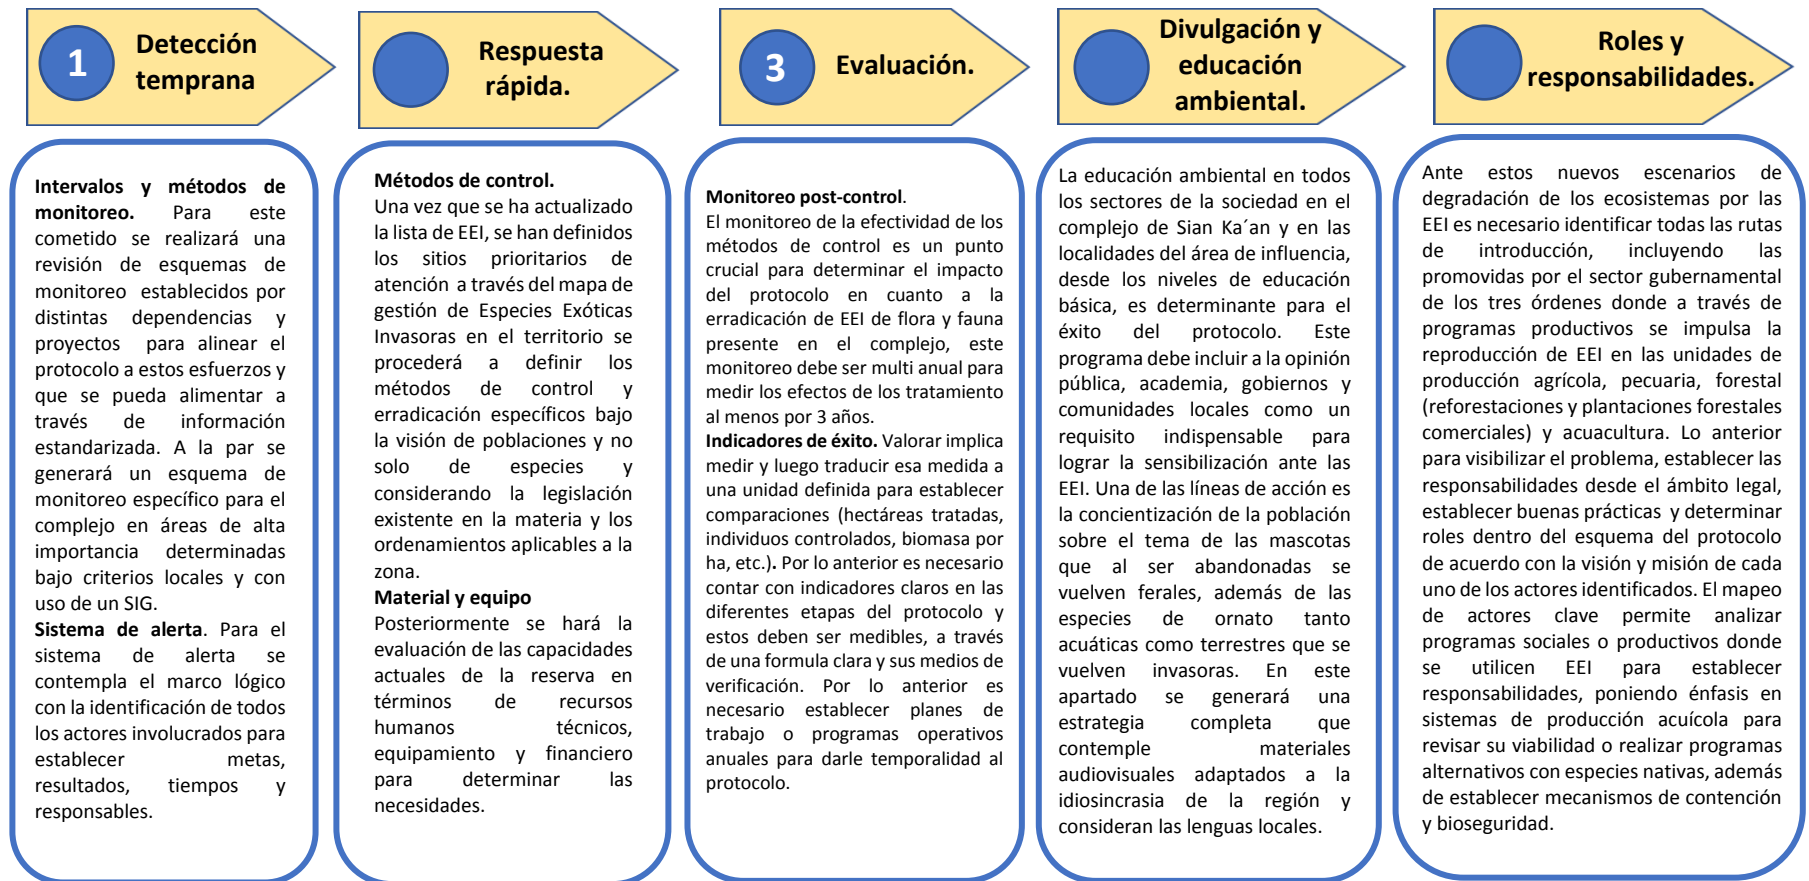 1
Detección
temprana
Respuesta
rápida.
3
Evaluación.
Divulgación y
educación
ambiental.
Roles y
responsabilidades.
Intervalos y métodos de
monitoreo. Para este
cometido se realizará una
revisión de esquemas de
monitoreo establecidos por
distintas dependencias y
proyectos para alinear el
protocolo a estos esfuerzos y
que se pueda alimentar a
través de información
estandarizada. A la par se
generará un esquema de
monitoreo específico para el
complejo en áreas de alta
importancia determinadas
bajo criterios locales y con
uso de un SIG.
Sistema de alerta. Para el
sistema de alerta se
contempla el marco lógico
con la identificación de todos
los actores involucrados para
establecer metas,
resultados, tiempos y
responsables.
Métodos de control.
Una vez que se ha actualizado
la lista de EEI, se han definidos
los sitios prioritarios de
atención a través del mapa de
gestión de Especies Exóticas
Invasoras en el territorio se
procederá a definir los
métodos de control y
erradicación específicos bajo
la visión de poblaciones y no
solo de especies y
considerando la legislación
existente en la materia y los
ordenamientos aplicables a la
zona.
Material y equipo
Posteriormente se hará la
evaluación de las capacidades
actuales de la reserva en
términos de recursos
humanos técnicos,
equipamiento y financiero
para determinar las
necesidades.
Monitoreo post-control.
El monitoreo de la efectividad de los
métodos de control es un punto
crucial para determinar el impacto
del protocolo en cuanto a la
erradicación de EEI de flora y fauna
presente en el complejo, este
monitoreo debe ser multi anual para
medir los efectos de los tratamiento
al menos por 3 años.
Indicadores de éxito. Valorar implica
medir y luego traducir esa medida a
una unidad definida para establecer
comparaciones (hectáreas tratadas,
individuos controlados, biomasa por
ha, etc.). Por lo anterior es necesario
contar con indicadores claros en las
diferentes etapas del protocolo y
estos deben ser medibles, a través
de una formula clara y sus medios de
verificación. Por lo anterior es
necesario establecer planes de
trabajo o programas operativos
anuales para darle temporalidad al
protocolo.
La educación ambiental en todos
los sectores de la sociedad en el
complejo de Sian Ka´an y en las
localidades del área de influencia,
desde los niveles de educación
básica, es determinante para el
éxito del protocolo. Este
programa debe incluir a la opinión
pública, academia, gobiernos y
comunidades locales como un
requisito indispensable para
lograr la sensibilización ante las
EEI. Una de las líneas de acción es
la concientización de la población
sobre el tema de las mascotas
que al ser abandonadas se
vuelven ferales, además de las
especies de ornato tanto
acuáticas como terrestres que se
vuelven invasoras. En este
apartado se generará una
estrategia completa que
contemple materiales
audiovisuales adaptados a la
idiosincrasia de la región y
consideran las lenguas locales.
Ante estos nuevos escenarios de
degradación de los ecosistemas por las
EEI es necesario identificar todas las rutas
de introducción, incluyendo las
promovidas por el sector gubernamental
de los tres órdenes donde a través de
programas productivos se impulsa la
reproducción de EEI en las unidades de
producción agrícola, pecuaria, forestal
(reforestaciones y plantaciones forestales
comerciales) y acuacultura. Lo anterior
para visibilizar el problema, establecer las
responsabilidades desde el ámbito legal,
establecer buenas prácticas y determinar
roles dentro del esquema del protocolo
de acuerdo con la visión y misión de cada
uno de los actores identificados. El mapeo
de actores clave permite analizar
programas sociales o productivos donde
se utilicen EEI para establecer
responsabilidades, poniendo énfasis en
sistemas de producción acuícola para
revisar su viabilidad o realizar programas
alternativos con especies nativas, además
de establecer mecanismos de contención
y bioseguridad.